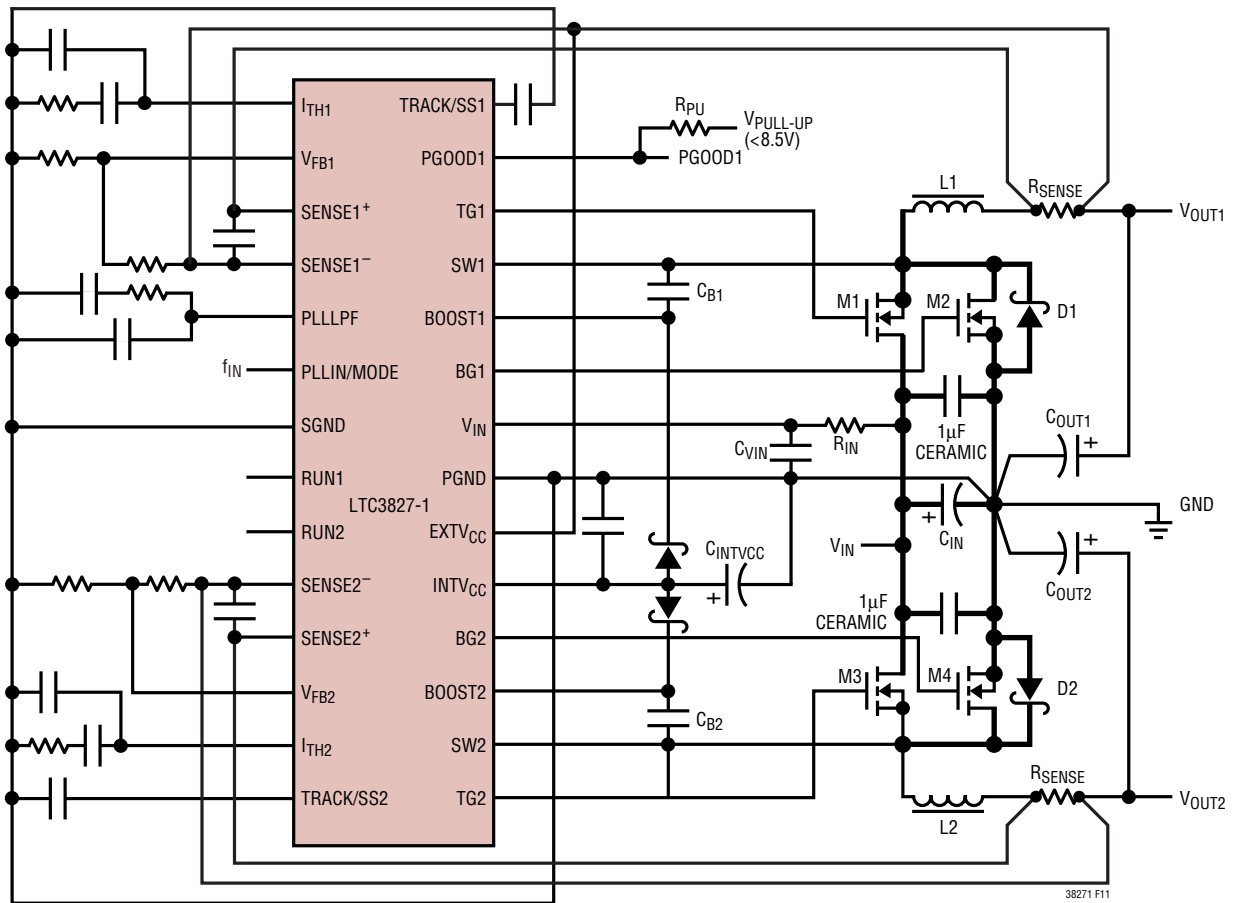 ITH1
VFB1
SENSE1+
SENSE1–
PLLLPF
fIN
PLLIN/MODE
SGND
RUN1
LTC3827-1
RUN2
SENSE2–
SENSE2+
VFB2
ITH2
TRACK/SS2
TRACK/SS1
PGOOD1
TG1
SW1
BOOST1
BG1
VIN
PGND
EXTVCC
INTVCC
BG2
BOOST2
SW2
TG2
RPU
VPULL-UP
(<8.5V)
PGOOD1
L1
RSENSE
VOUT1
CB1
M1
M2
D1
1µF
CERAMIC
COUT1
+
RIN
CVIN
GND
CIN
+
VIN
CINTVCC
+
COUT2
+
1µF
CERAMIC
M3
M4
D2
CB2
RSENSE
VOUT2
L2
38271 F11